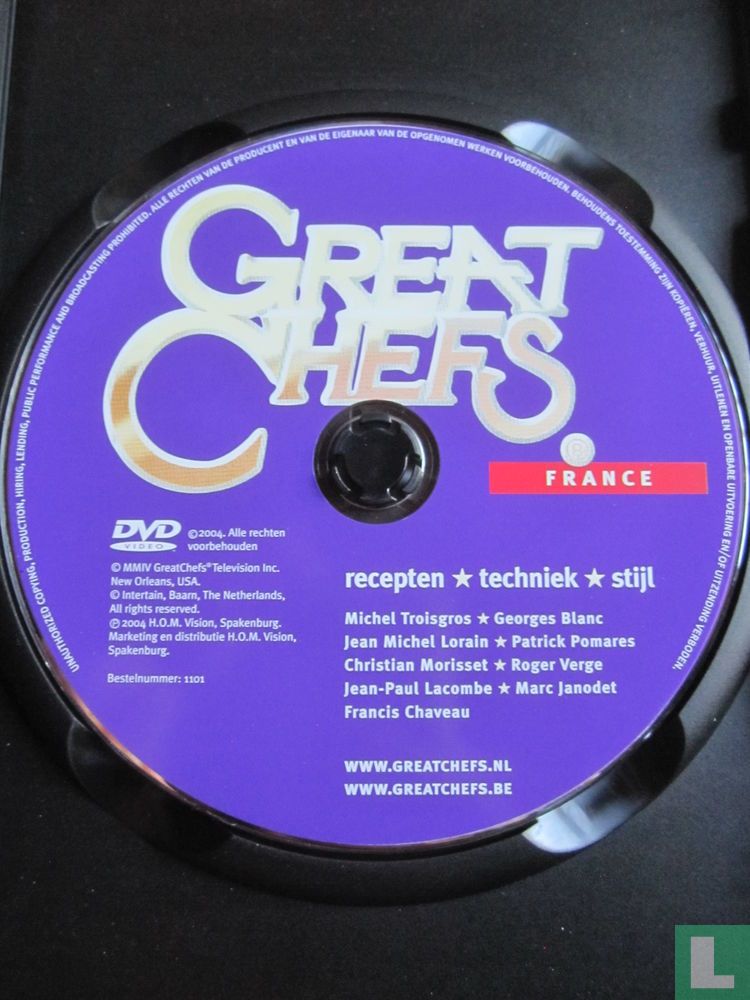 UNAUTHORIZED COPYING, PRODUCTION, HIRING, LENDING, PUBLIC PERFORMANCE AND BROADCASTING PROHIBITED. ALLE RECHTEN VAN DE PRODUCENT EN VAN DE EIGENAAR VAN DE OPGENOMEN WERKEN VOORBEHOUDEN. BEHOUDENS TOESTEMMING ZIJN KOPIËREN, VERHUUR, UITLENEN EN OPENBARE UITVOERING EN/OF UITZENDING VERBODEN.
GREAT
CHEFS®
FRANCE
DVD
VIDEO
©2004. Alle rechten
voorbehouden
© MMIV GreatChefs® Television Inc.
New Orleans, USA.
© Intertain, Baarn, The Netherlands,
All rights reserved.
℗ 2004 H.O.M. Vision, Spakenburg.
Marketing en distributie H.O.M. Vision,
Spakenburg.
Bestelnummer: 1101
recepten ★ techniek ★ stijl
Michel Troisgros ★ Georges Blanc
Jean Michel Lorain ★ Patrick Pomares
Christian Morisset ★ Roger Verge
Jean-Paul Lacombe ★ Marc Janodet
Francis Chaveau
WWW.GREATCHEFS.NL
WWW.GREATCHEFS.BE
L